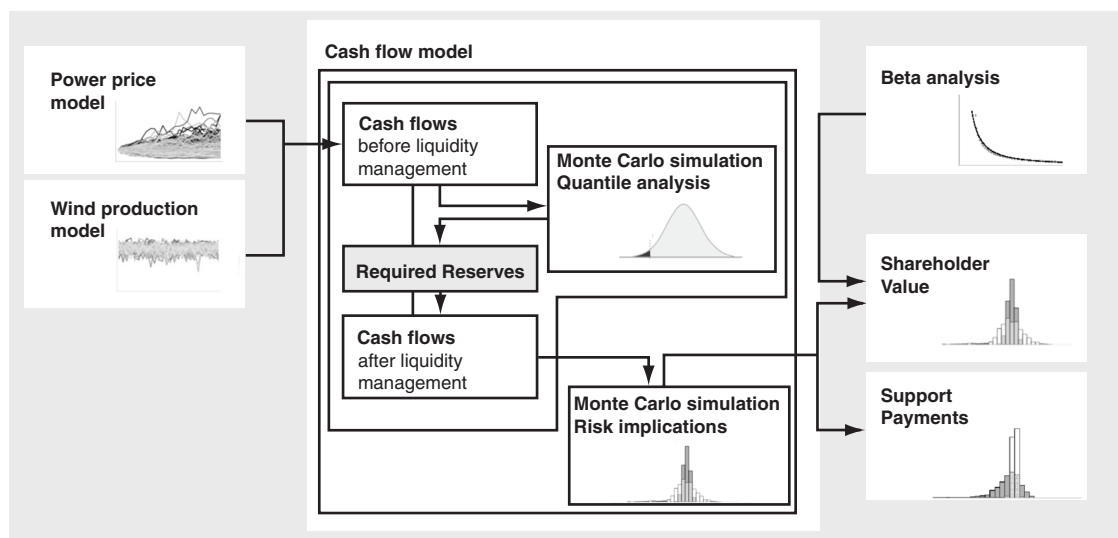 Power price
model
Wind production
model
Cash flow model
Cash flows
before liquidity
management
Monte Carlo simulation
Quantile analysis
Required Reserves
Cash flows
after liquidity
management
Monte Carlo simulation
Risk implications
Beta analysis
Shareholder
Value
Support
Payments